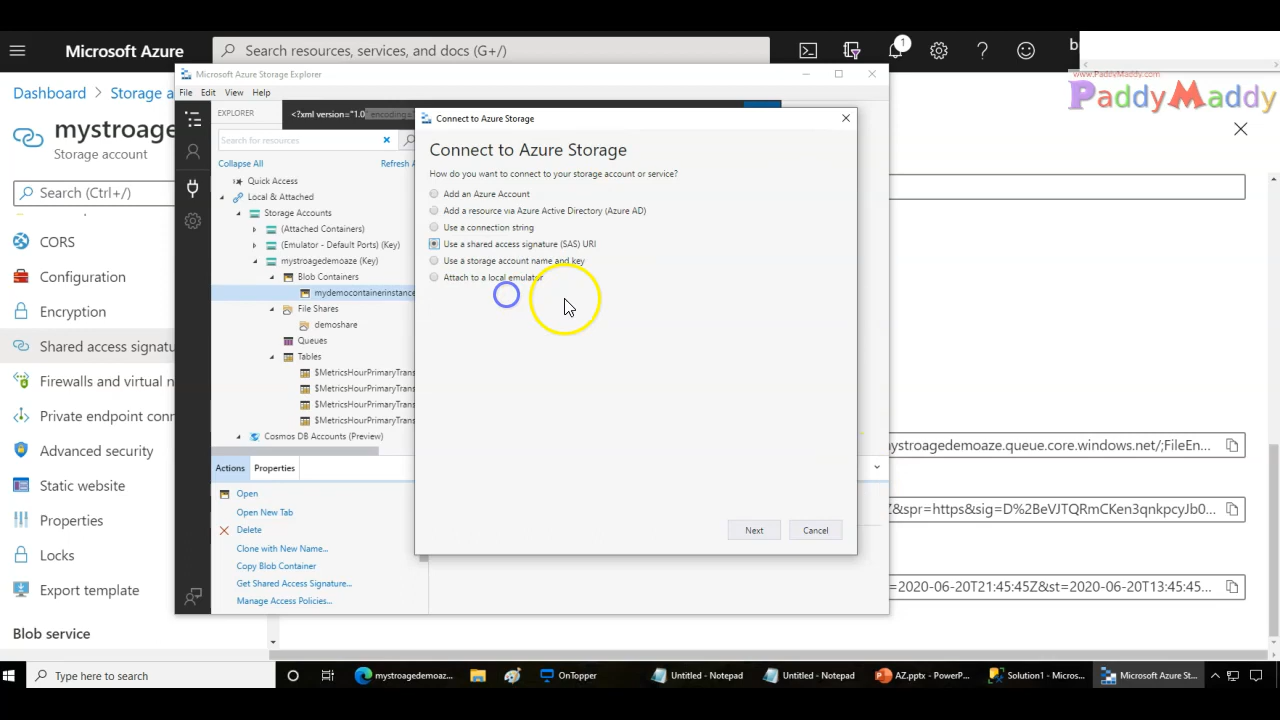 Microsoft Azure
Search resources, services, and docs (G+/)
1
www.PaddyMaddy.com
PaddyMaddy
Dashboard > Storage a
mystroagedem
Storage account
Search (Ctrl+/)
CORS
Configuration
Encryption
Shared access signatu
Firewalls and virtual n
Private endpoint conn
Advanced security
Static website
Properties
Locks
Export template
Blob service
Microsoft Azure Storage Explorer
File Edit View Help
EXPLORER
Search for resources
Collapse All
Refresh A
Quick Access
Local & Attached
Storage Accounts
(Attached Containers)
(Emulator - Default Ports) (Key)
mystroagedemoaze (Key)
Blob Containers
mydemocontainerinstance
File Shares
demoshare
Queues
Tables
$MetricsHourPrimaryTrans
$MetricsHourPrimaryTrans
$MetricsHourPrimaryTrans
$MetricsHourPrimaryTrans
Cosmos DB Accounts (Preview)
Actions Properties
Open
Open New Tab
Delete
Clone with New Name...
Copy Blob Container
Get Shared Access Signature...
Manage Access Policies...
<?xml version="1.0
Connect to Azure Storage
Connect to Azure Storage
How do you want to connect to your storage account or service?
Add an Azure Account
Add a resource via Azure Active Directory (Azure AD)
Use a connection string
Use a shared access signature (SAS) URI
Use a storage account name and key
Attach to a local emulator
Next Cancel
ystroagedemoaze.queue.core.windows.net/;FileEn...
Z&spr=https&sig=D%2BeVJTQRmCKen3qnkpcyJb0...
=2020-06-20T21:45:45Z&st=2020-06-20T13:45:45...
Type here to search
mystroagedemoaz...
OnTopper
Untitled - Notepad
Untitled - Notepad
AZ.pptx - PowerP...
Solution1 - Micros...
Microsoft Azure St...